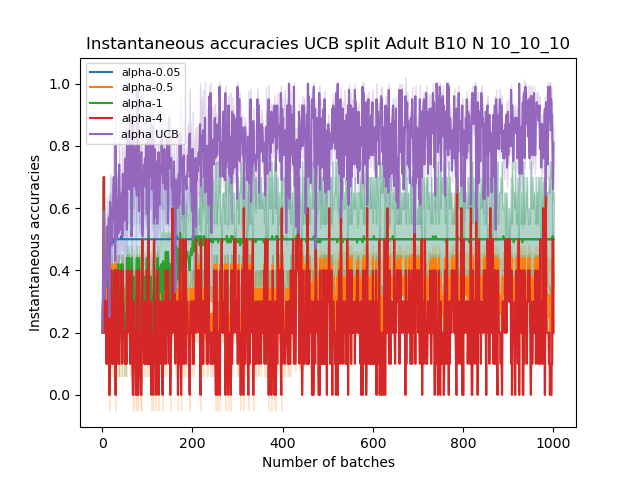 Instantaneous accuracies UCB split Adult B10 N 10_10_10
alpha-0.05
alpha-0.5
alpha-1
alpha-4
alpha UCB
Instantaneous accuracies
1.0
0.8
0.6
0.4
0.2
0.0
0
200
400
600
800
1000
Number of batches